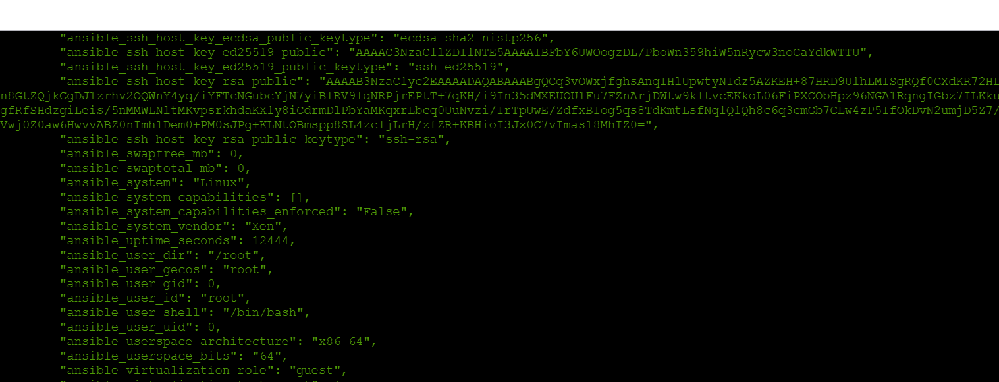 "ansible_ssh_host_key_ecdsa_public_keytype": "ecdsa-sha2-nistp256",
"ansible_ssh_host_key_ed25519_public": "AAAAC3NzaC1lZDI1NTE5AAAAIBFbY6UWOogzDL/PboWn359hiW5nRycw3noCaYdkWTTU",
"ansible_ssh_host_key_ed25519_public_keytype": "ssh-ed25519",
"ansible_ssh_host_key_rsa_public": "AAAAB3NzaC1yc2EAAAADAQABAAABgQCq3vOWxjfghsAnqIHlUpwtyNIdz5AZKEH+87HRD9U1hLMISgRQf0CXdKR72HL
n8GtZQjkCgDJ1zrhv2OQWnY4yq/iYFTcNGubcYjN7yiBlRV9lqNRPjrEPtT+7qKH/i9In35dMXEUOU1Fu7FZnArjDWtw9kltvcEKkoL06FiPXCObHpz96NGA1RqngIGbz7ILKku
gfRfSHdzgiLeis/5nMMWLNltMKvpsrkhdaKX1y8iCdrmDlPbYaMKqxrLbcq0UuNvzi/IrTpUwE/ZdfxBIog5qs8TdKmtLsfNq1Q1Qh8c6q3cmGb7CLw4zP5IfOkDvN2umjD5Z7/
Vwj0Z0aw6HwvvABZ0nImh1Dem0+PM0sJPg+KLNtOBmspp8SL4zcljLrH/zfZR+KBHioI3Jx0C7vImas18MhIZ0=",
"ansible_ssh_host_key_rsa_public_keytype": "ssh-rsa",
"ansible_swapfree_mb": 0,
"ansible_swaptotal_mb": 0,
"ansible_system": "Linux",
"ansible_system_capabilities": [],
"ansible_system_capabilities_enforced": "False",
"ansible_system_vendor": "Xen",
"ansible_uptime_seconds": 12444,
"ansible_user_dir": "/root",
"ansible_user_gecos": "root",
"ansible_user_gid": 0,
"ansible_user_id": "root",
"ansible_user_shell": "/bin/bash",
"ansible_user_uid": 0,
"ansible_userspace_architecture": "x86_64",
"ansible_userspace_bits": "64",
"ansible_virtualization_role": "guest",